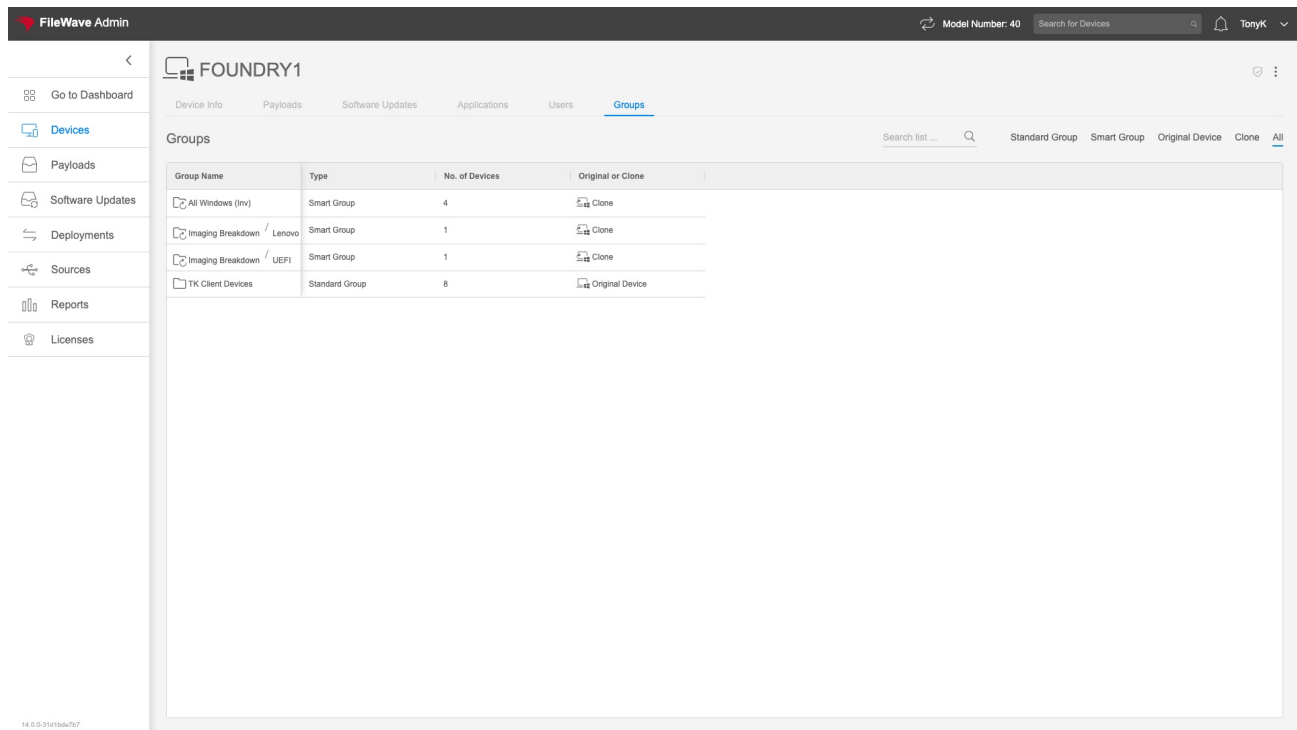 FileWave Admin
Model Number: 40
Search for Devices
TonyK
Go to Dashboard
Devices
Payloads
Software Updates
Deployments
Sources
Reports
Licenses
FOUNDRY1
Device Info Payloads Software Updates Applications Users Groups
Groups
Search list ...
Standard Group Smart Group Original Device Clone All
Group Name Type No. of Devices Original or Clone
All Windows (Inv) Smart Group 4 Clone
Imaging Breakdown / Lenovo Smart Group 1 Clone
Imaging Breakdown / UEFI Smart Group 1 Clone
TK Client Devices Standard Group 8 Original Device
14.0.0-31d1bde7b7